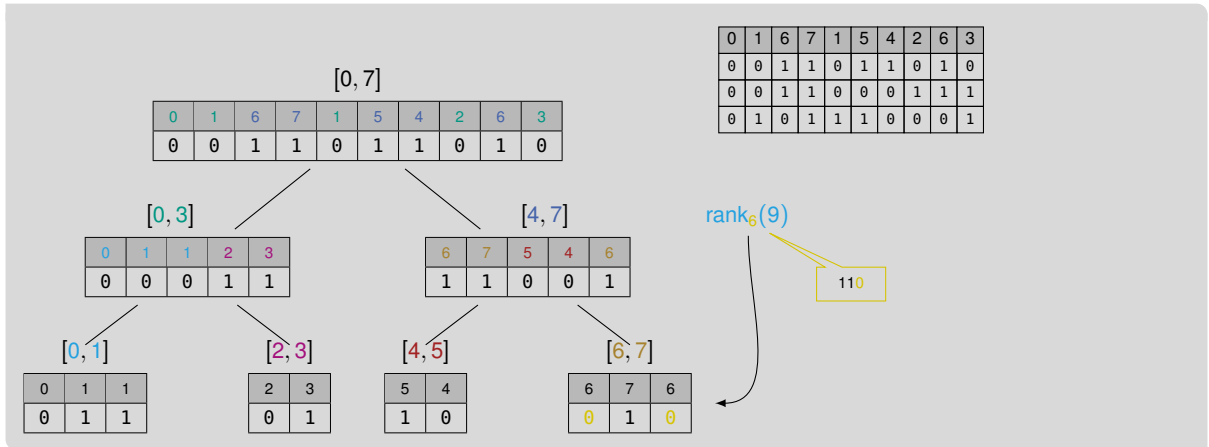 0 1 6 7 1 5 4 2 6 3
0 0 1 1 0 1 1 0 1 0
0 0 1 1 0 0 0 1 1 1
0 1 0 1 1 1 0 0 0 1
[0, 7]
0 1 6 7 1 5 4 2 6 3
0 0 1 1 0 1 1 0 1 0
[0, 3] [4, 7] rank₆(9)
0 1 1 2 3 6 7 5 4 6
0 0 0 1 1 1 1 0 0 1
110
[0, 1] [2, 3] [4, 5] [6, 7]
0 1 1 2 3 5 4 6 7 6
0 1 1 0 1 1 0 0 1 0